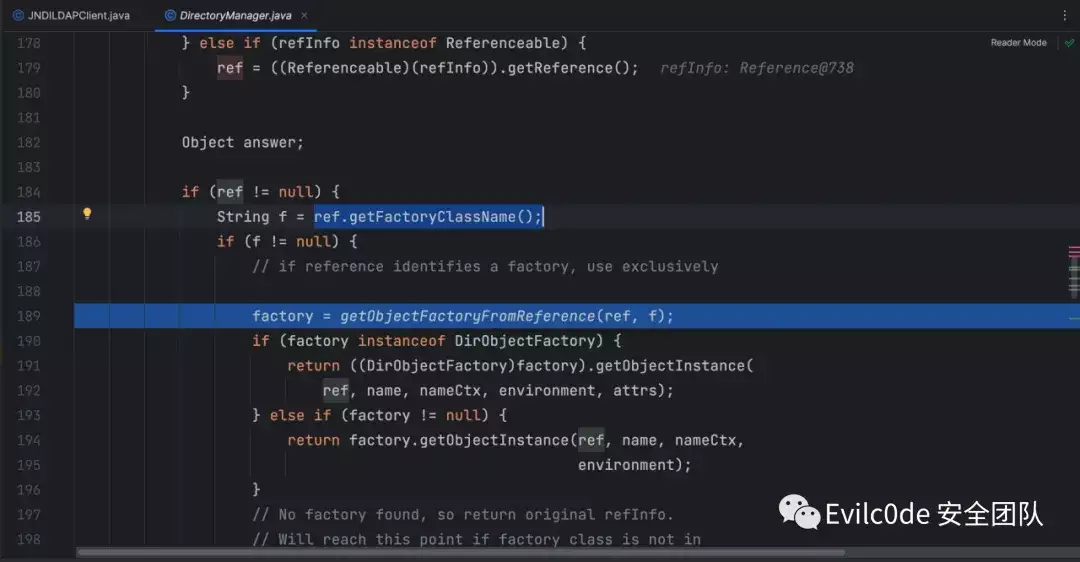 JNDILDAPClient.java DirectoryManager.java ×
Reader Mode
178 } else if (refInfo instanceof Referenceable) {
179 ref = ((Referenceable)(refInfo)).getReference(); refInfo: Reference@738
180 }
181
182 Object answer;
183
184 if (ref != null) {
185 String f = ref.getFactoryClassName();
186 if (f != null) {
187 // if reference identifies a factory, use exclusively
188
189 factory = getObjectFactoryFromReference(ref, f);
190 if (factory instanceof DirObjectFactory) {
191 return ((DirObjectFactory)factory).getObjectInstance(
192 ref, name, nameCtx, environment, attrs);
193 } else if (factory != null) {
194 return factory.getObjectInstance(ref, name, nameCtx,
195 environment);
196 }
197 // No factory found, so return original refInfo.
198 // Will reach this point if factory class is not in
Evilc0de 安全团队